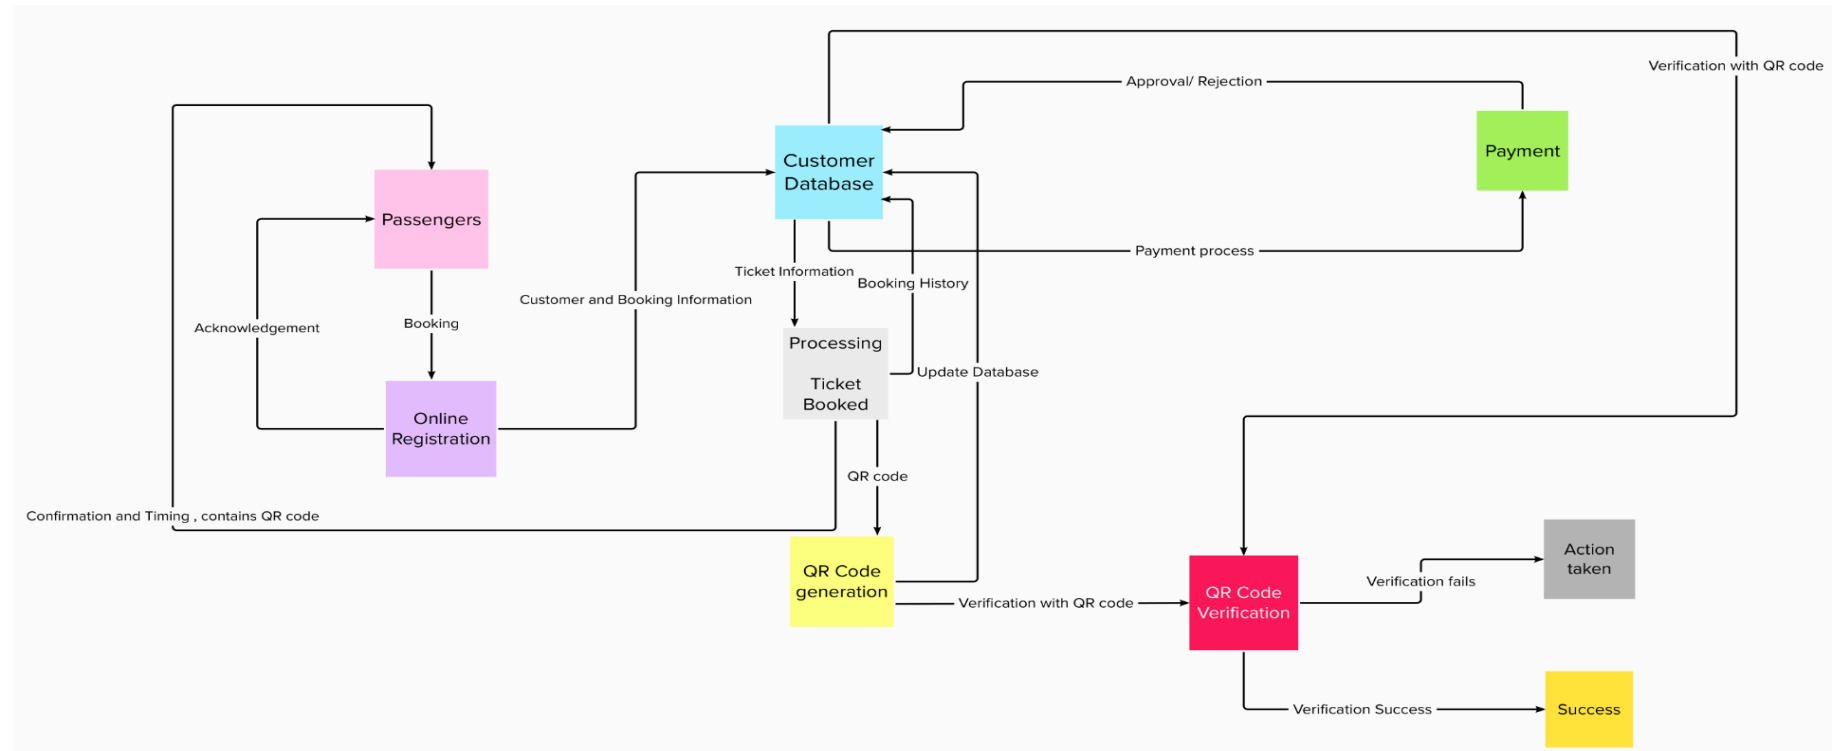 Verification with QR code
Approval/ Rejection
Payment
Customer
Database
Passengers
Payment process
Ticket Information
Booking History
Customer and Booking Information
Acknowledgement
Booking
Processing
Ticket
Booked
Update Database
Online
Registration
QR code
Confirmation and Timing , contains QR code
QR Code
generation
Verification with QR code
QR Code
Verification
Verification fails
Action
taken
Verification Success
Success